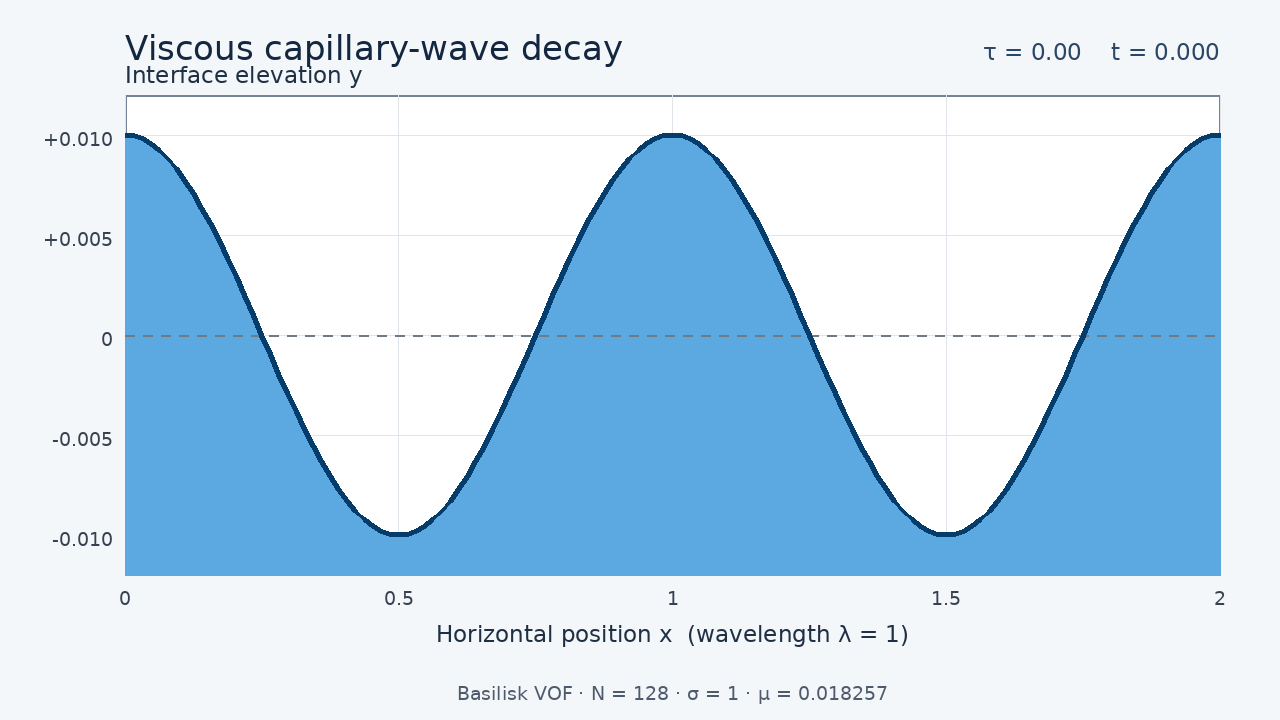 Viscous capillary-wave decay
τ = 0.00 t = 0.000
Interface elevation y
+0.010
+0.005
0
-0.005
-0.010
0 0.5 1 1.5 2
Horizontal position x (wavelength λ = 1)
Basilisk VOF · N = 128 · σ = 1 · μ = 0.018257